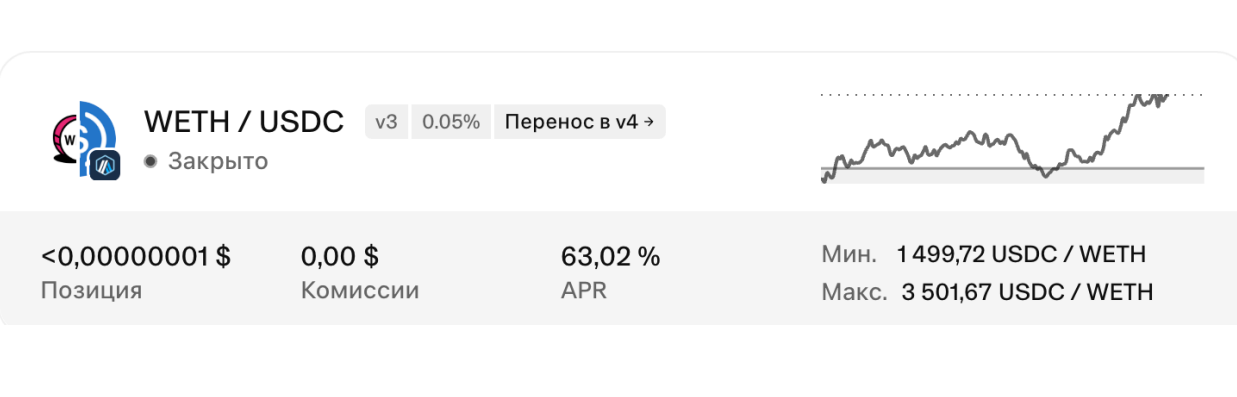 WETH / USDC v3 0.05% Перенос в v4 →
W $
Закрыто
<0,00000001 $ 0,00 $ 63,02 %
Позиция Комиссии APR
Мин. 1 499,72 USDC / WETH
Макс. 3 501,67 USDC / WETH